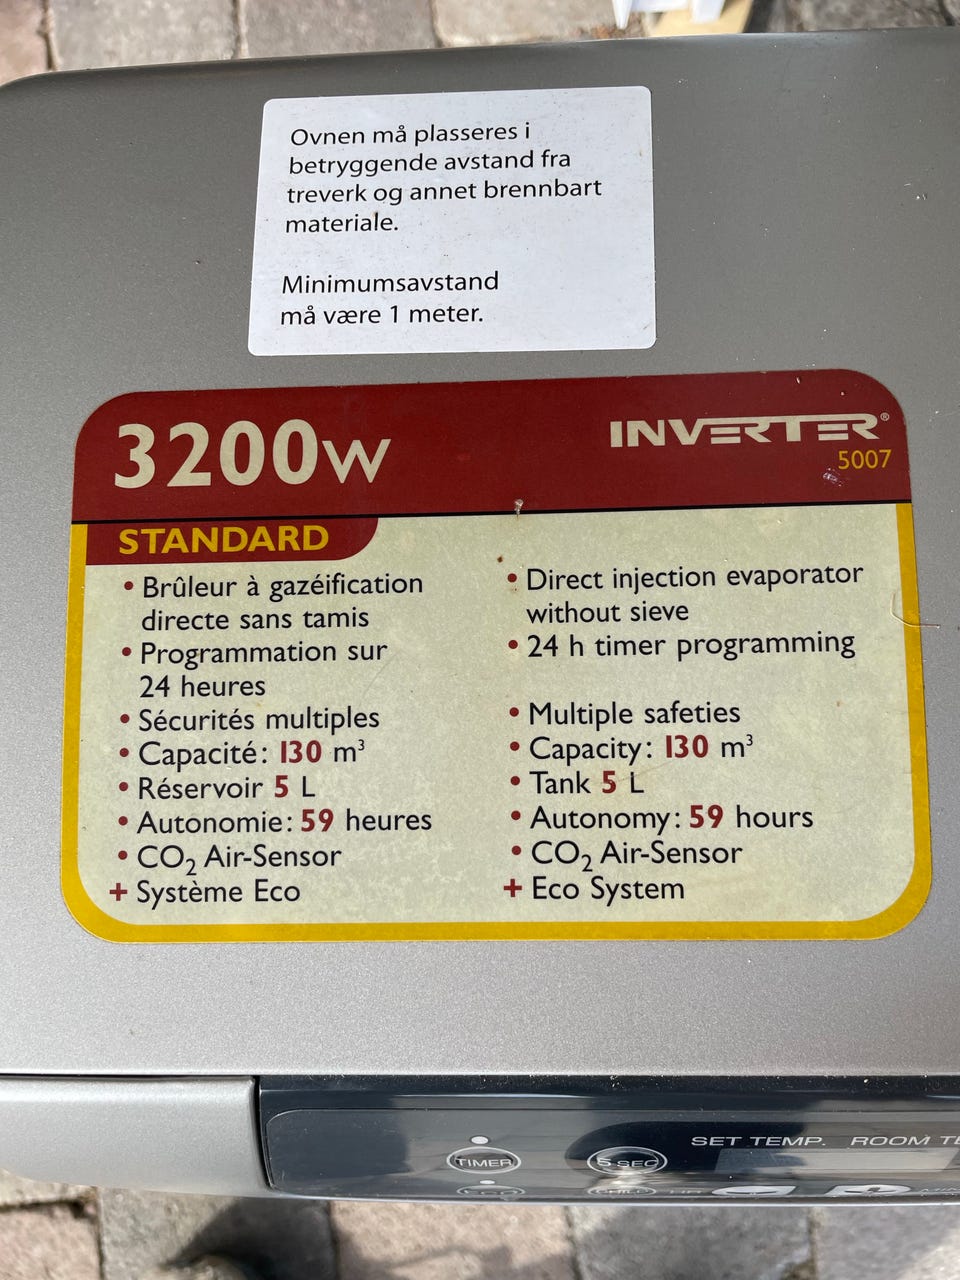 Ovnen må plasseres i
betryggende avstand fra
treverk og annet brennbart
materiale.
Minimumsavstand
må være 1 meter.
3200w
INVERTER®
5007
STANDARD
• Brûleur à gazéification
directe sans tamis
• Programmation sur
24 heures
• Sécurités multiples
• Capacité: 130 m³
• Réservoir 5 L
• Autonomie: 59 heures
• CO₂ Air-Sensor
+ Système Eco
• Direct injection evaporator
without sieve
• 24 h timer programming
• Multiple safeties
• Capacity: 130 m³
• Tank 5 L
• Autonomy: 59 hours
• CO₂ Air-Sensor
+ Eco System
SET TEMP. ROOM TE
TIMER
5 SEC
HR